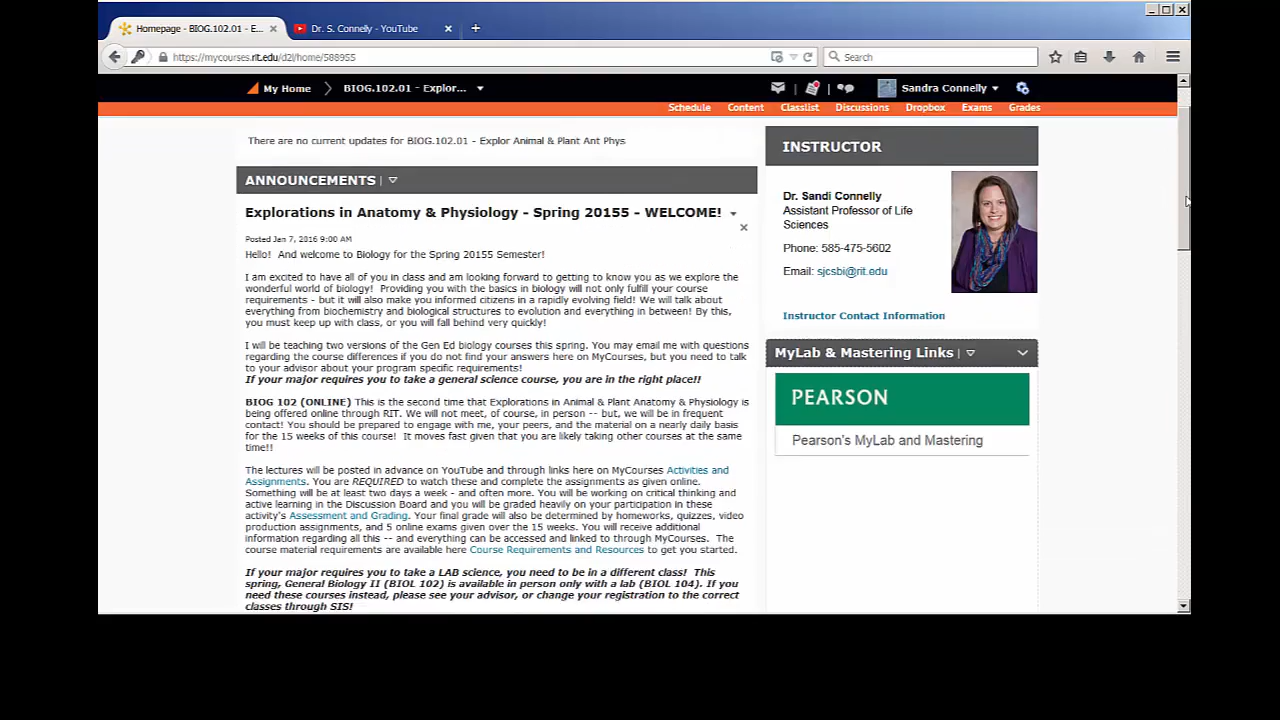 Homepage - BIOG.102.01 - E...
Dr. S. Connelly - YouTube
https://mycourses.rit.edu/d2l/home/588955
Search
My Home
BIOG.102.01 - Explor...
Sandra Connelly
Schedule Content Classlist Discussions Dropbox Exams Grades
There are no current updates for BIOG.102.01 - Explor Animal & Plant Ant Phys
ANNOUNCEMENTS
Explorations in Anatomy & Physiology - Spring 20155 - WELCOME!
Posted Jan 7, 2016 9:00 AM
Hello! And welcome to Biology for the Spring 20155 Semester!
I am excited to have all of you in class and am looking forward to getting to know you as we explore the
wonderful world of biology! Providing you with the basics in biology will not only fulfill your course
requirements - but it will also make you informed citizens in a rapidly evolving field! We will talk about
everything from biochemistry and biological structures to evolution and everything in between! By this,
you must keep up with class, or you will fall behind very quickly!
I will be teaching two versions of the Gen Ed biology courses this spring. You may email me with questions
regarding the course differences if you do not find your answers here on MyCourses, but you need to talk
to your advisor about your program specific requirements!
If your major requires you to take a general science course, you are in the right place!!
BIOG 102 (ONLINE) This is the second time that Explorations in Animal & Plant Anatomy & Physiology is
being offered online through RIT. We will not meet, of course, in person -- but, we will be in frequent
contact! You should be prepared to engage with me, your peers, and the material on a nearly daily basis
for the 15 weeks of this course! It moves fast given that you are likely taking other courses at the same
time!!
The lectures will be posted in advance on YouTube and through links here on MyCourses Activities and
Assignments. You are REQUIRED to watch these and complete the assignments as given online.
Something will be at least two days a week - and often more. You will be working on critical thinking and
active learning in the Discussion Board and you will be graded heavily on your participation in these
activity's Assessment and Grading. Your final grade will also be determined by homeworks, quizzes, video
production assignments, and 5 online exams given over the 15 weeks. You will receive additional
information regarding all this -- and everything can be accessed and linked to through MyCourses. The
course material requirements are available here Course Requirements and Resources to get you started.
If your major requires you to take a LAB science, you need to be in a different class! This
spring, General Biology II (BIOL 102) is available in person only with a lab (BIOL 104). If you
need these courses instead, please see your advisor, or change your registration to the correct
classes through SIS!
INSTRUCTOR
Dr. Sandi Connelly
Assistant Professor of Life
Sciences
Phone: 585-475-5602
Email: sjcsbi@rit.edu
Instructor Contact Information
MyLab & Mastering Links
PEARSON
Pearson's MyLab and Mastering